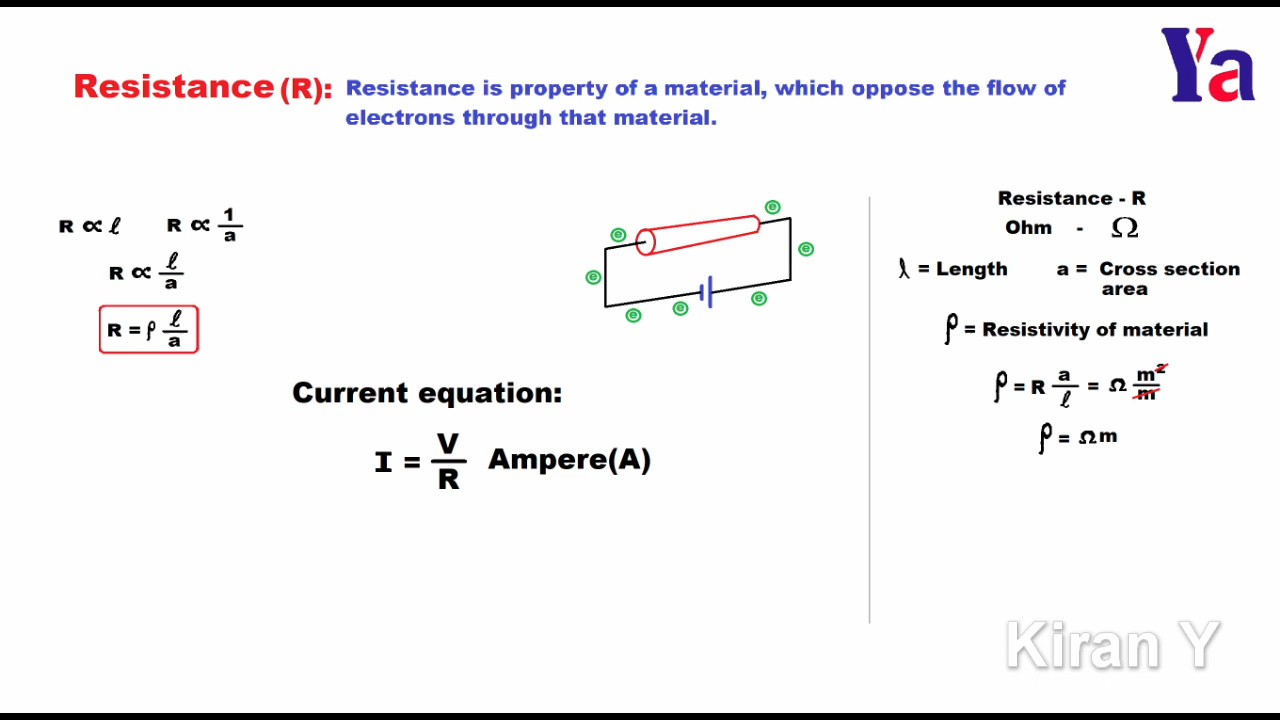 Ya
Resistance (R): Resistance is property of a material, which oppose the flow of
electrons through that material.
R ∝ ℓ R ∝ 1/a
R ∝ ℓ/a
R = ρ ℓ/a
e e e e e e e e
Current equation:
I = V/R Ampere(A)
Resistance - R
Ohm - Ω
ℓ = Length a = Cross section
area
ρ = Resistivity of material
ρ = R a/ℓ = Ω m²/m
ρ = Ωm
Kiran Y